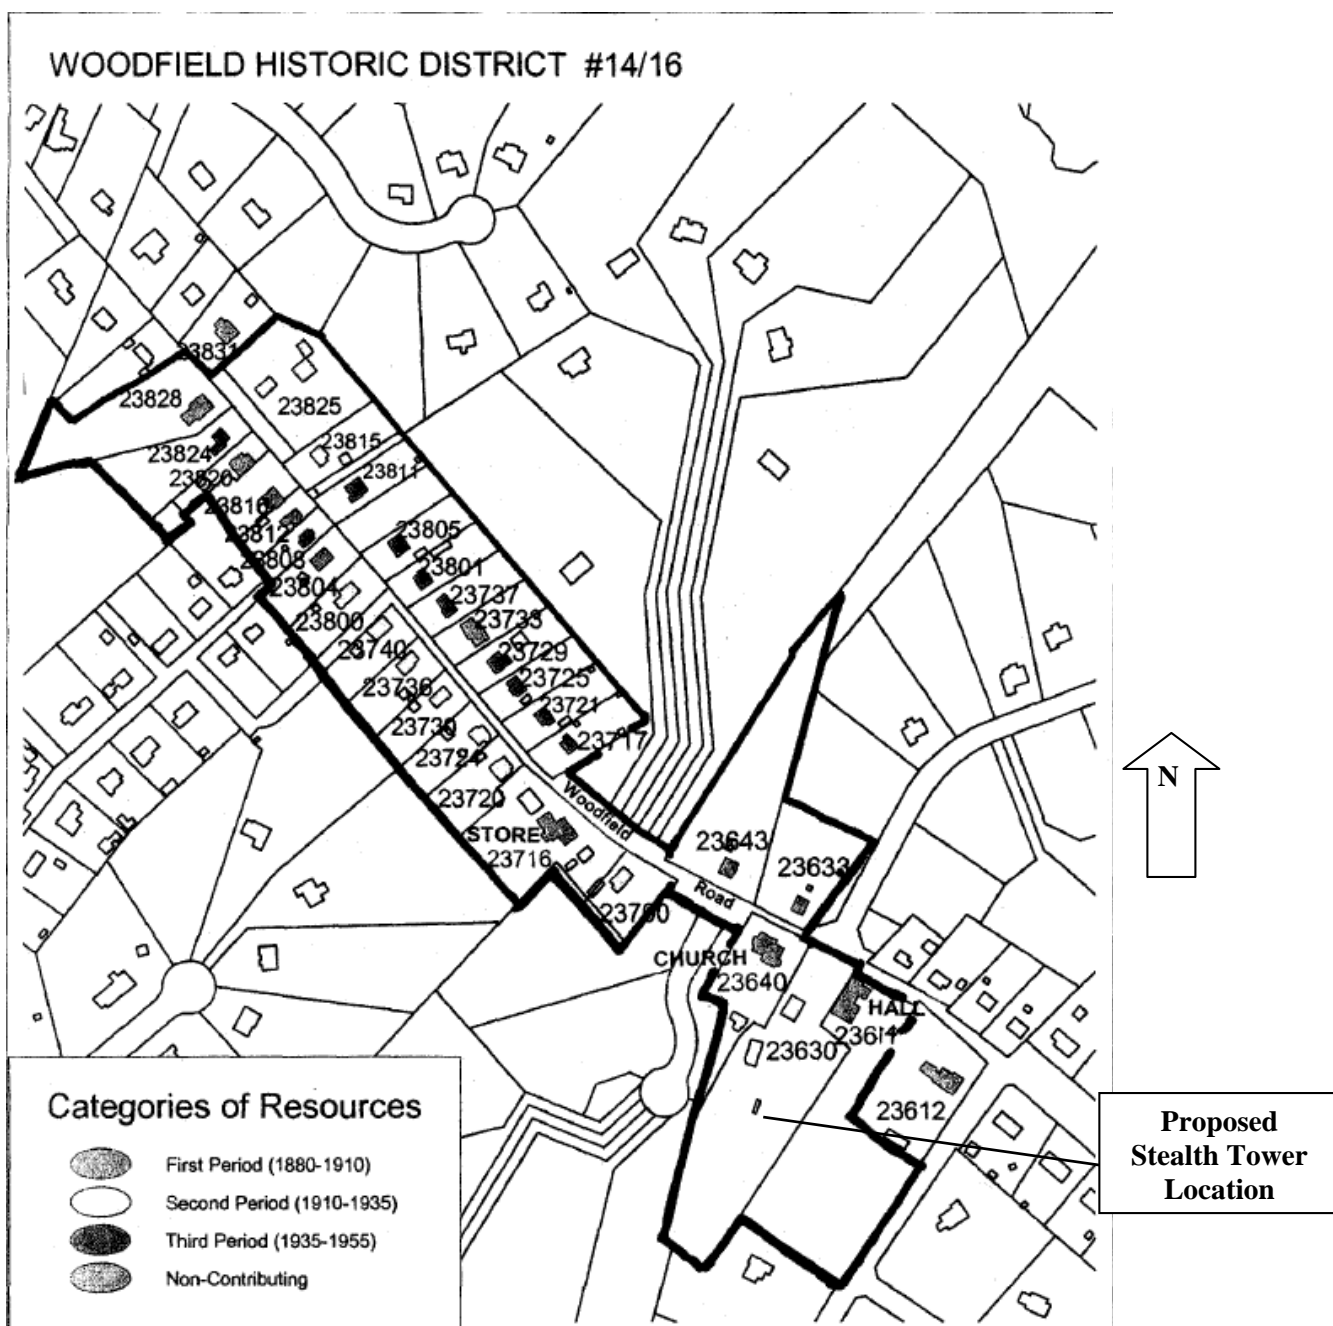 WOODFIELD HISTORIC DISTRICT #14/16
23831
23828
23825
23824
23815
23820
23811
23816
23812
23805
23808
23801
23804
23737
23800
23733
23740
23729
23736
23725
23730
23721
23724
23717
23720
Woodfield
STORE
23716
23643
23633
Road
23700
CHURCH
23640
HALL
23611
23630
23612
N
Proposed
Stealth Tower
Location
Categories of Resources
First Period (1880-1910)
Second Period (1910-1935)
Third Period (1935-1955)
Non-Contributing